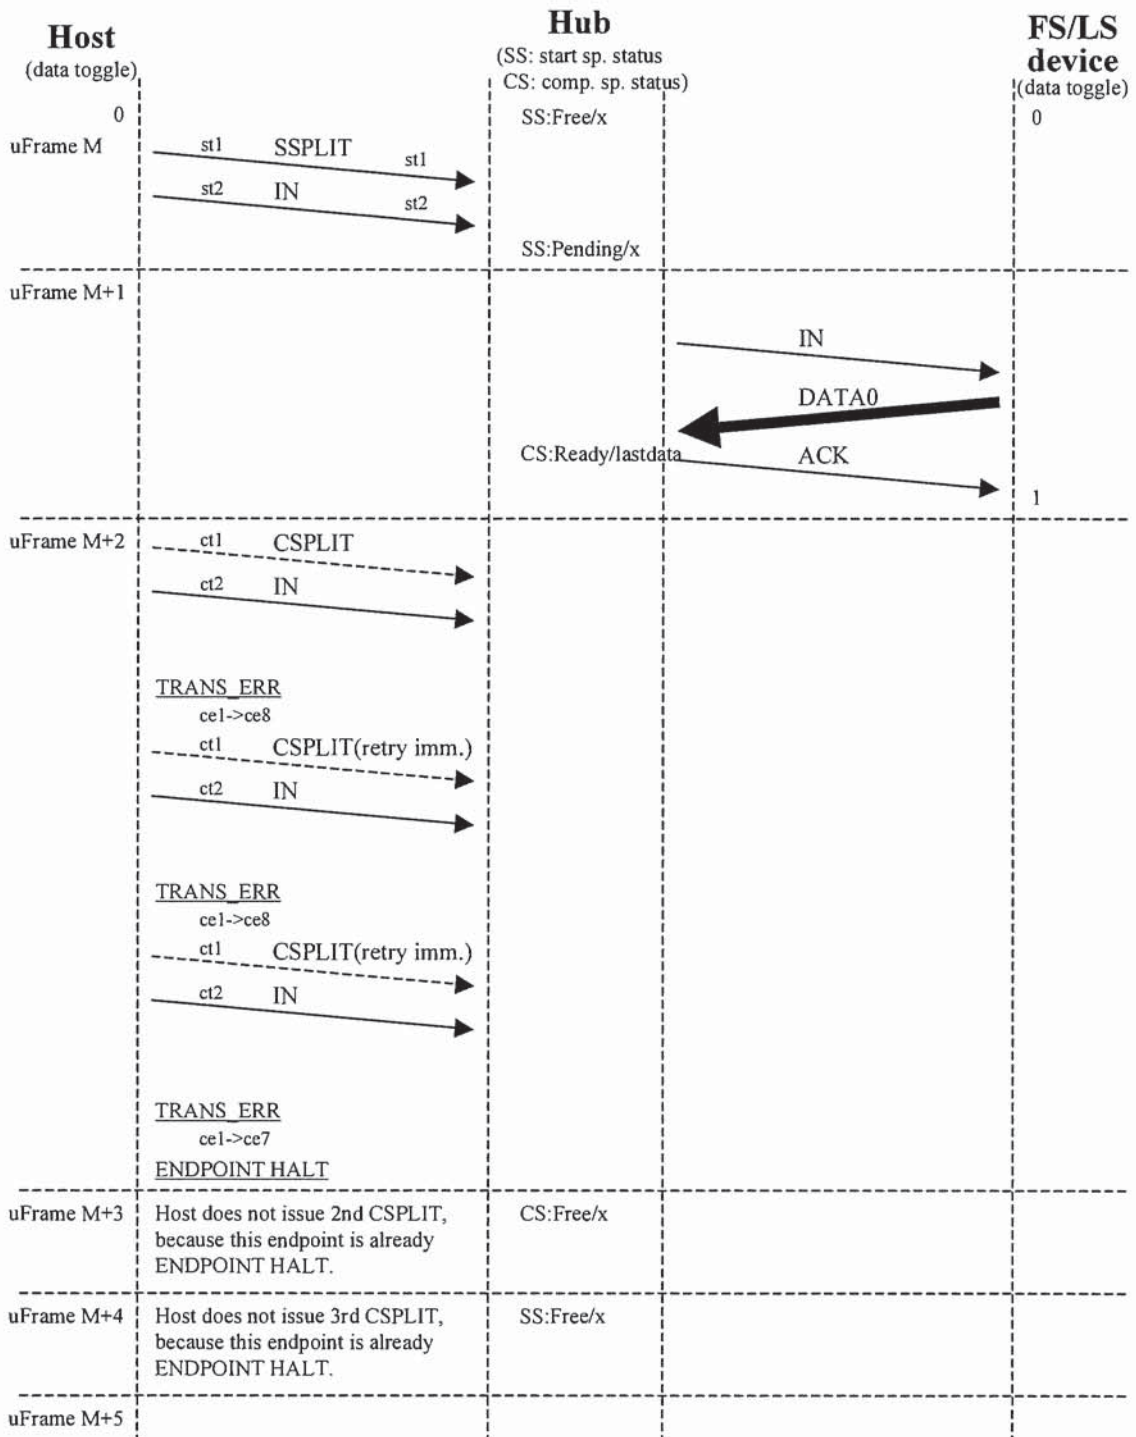 Host
(data toggle)
Hub
(SS: start sp. status
CS: comp. sp. status)
FS/LS
device
(data toggle)
0
SS:Free/x
0
uFrame M
st1 SSPLIT st1
st2 IN st2
SS:Pending/x
uFrame M+1
IN
DATA0
CS:Ready/lastdata
ACK
1
uFrame M+2
ct1 CSPLIT
ct2 IN
TRANS_ERR
ce1->ce8
ct1 CSPLIT(retry imm.)
ct2 IN
TRANS_ERR
ce1->ce8
ct1 CSPLIT(retry imm.)
ct2 IN
TRANS_ERR
ce1->ce7
ENDPOINT HALT
uFrame M+3
Host does not issue 2nd CSPLIT,
because this endpoint is already
ENDPOINT HALT.
CS:Free/x
uFrame M+4
Host does not issue 3rd CSPLIT,
because this endpoint is already
ENDPOINT HALT.
SS:Free/x
uFrame M+5